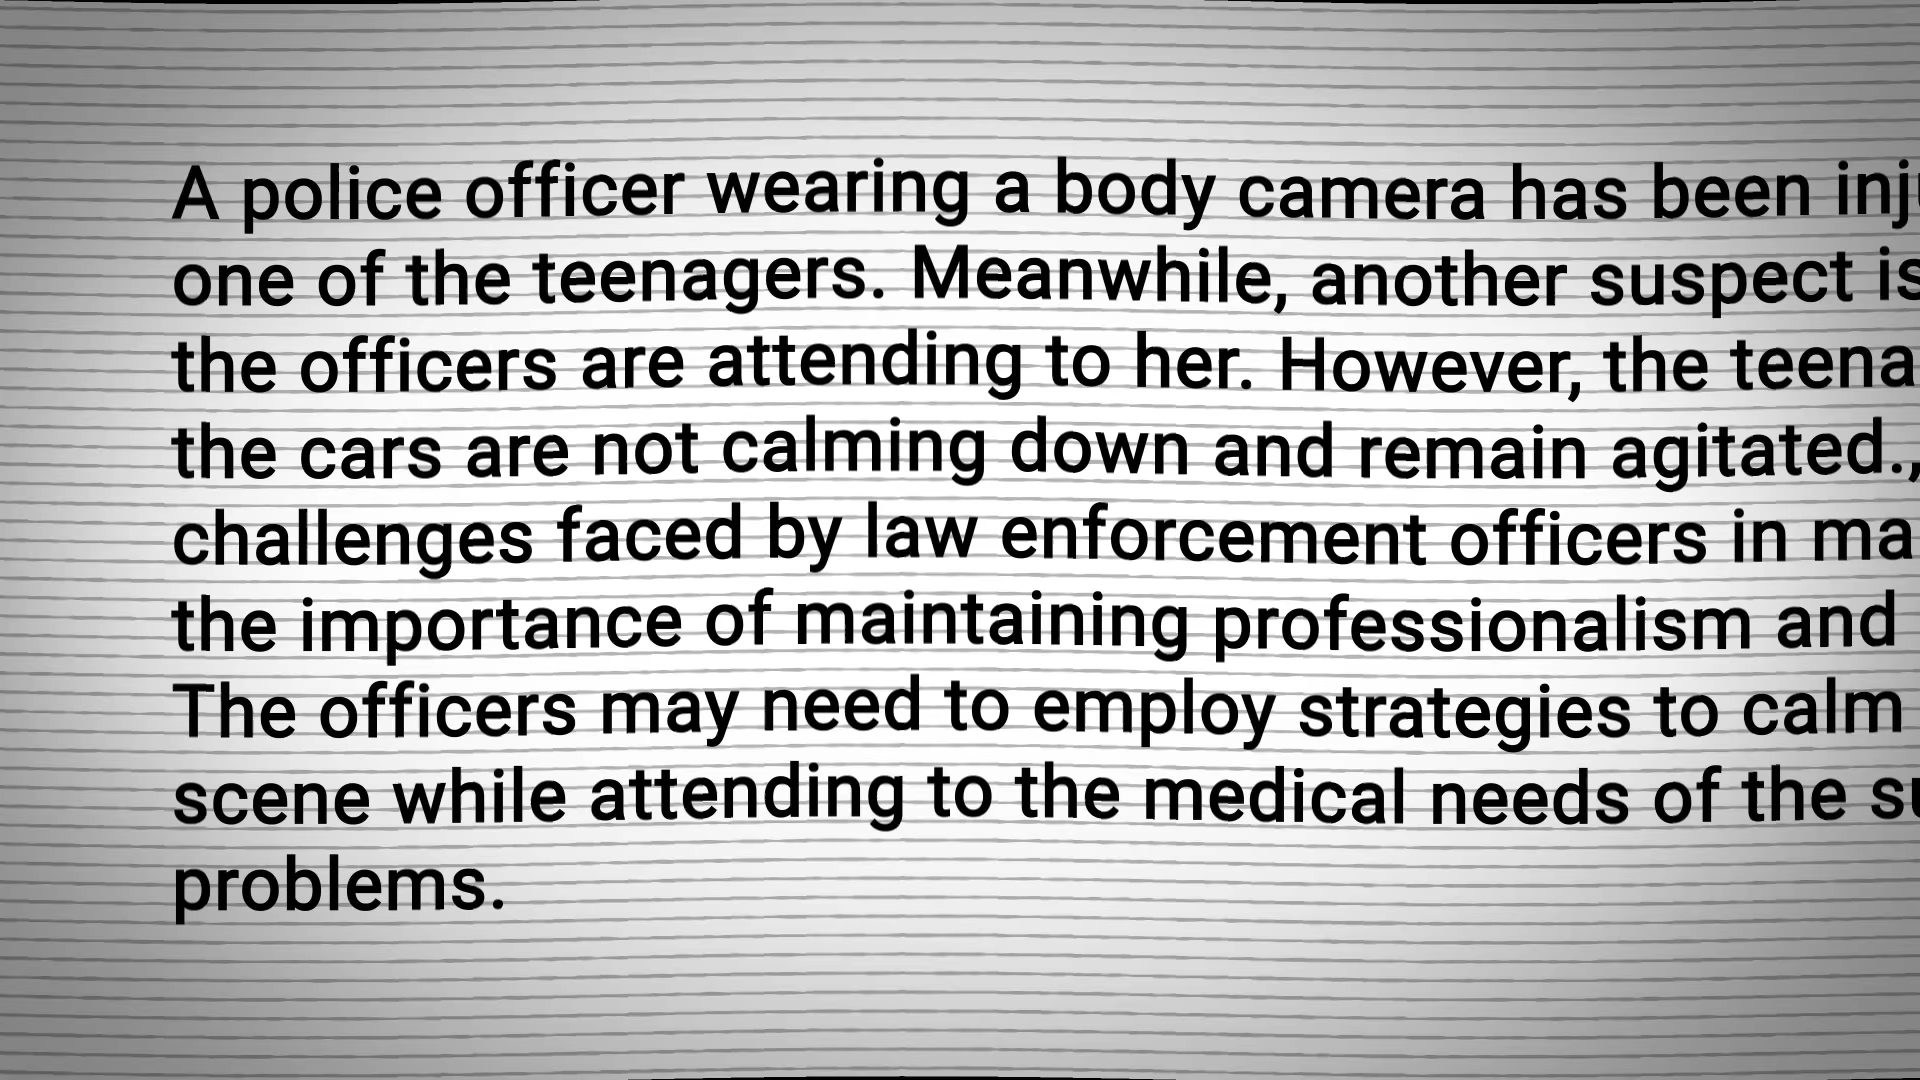 A police officer wearing a body camera has been inj
one of the teenagers. Meanwhile, another suspect is
the officers are attending to her. However, the teena
the cars are not calming down and remain agitated.,
challenges faced by law enforcement officers in ma
the importance of maintaining professionalism and
The officers may need to employ strategies to calm
scene while attending to the medical needs of the su
problems.